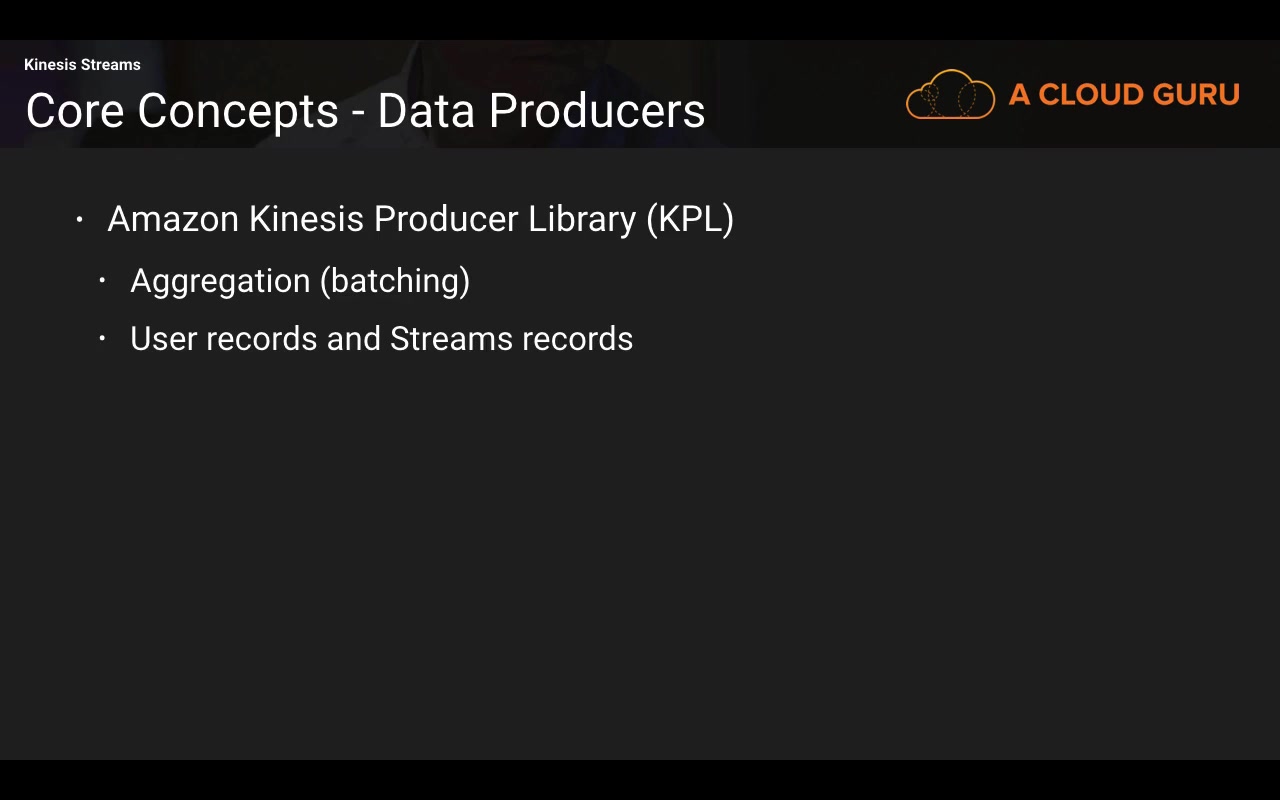 Kinesis Streams
Core Concepts - Data Producers
A CLOUD GURU
• Amazon Kinesis Producer Library (KPL)
• Aggregation (batching)
• User records and Streams records